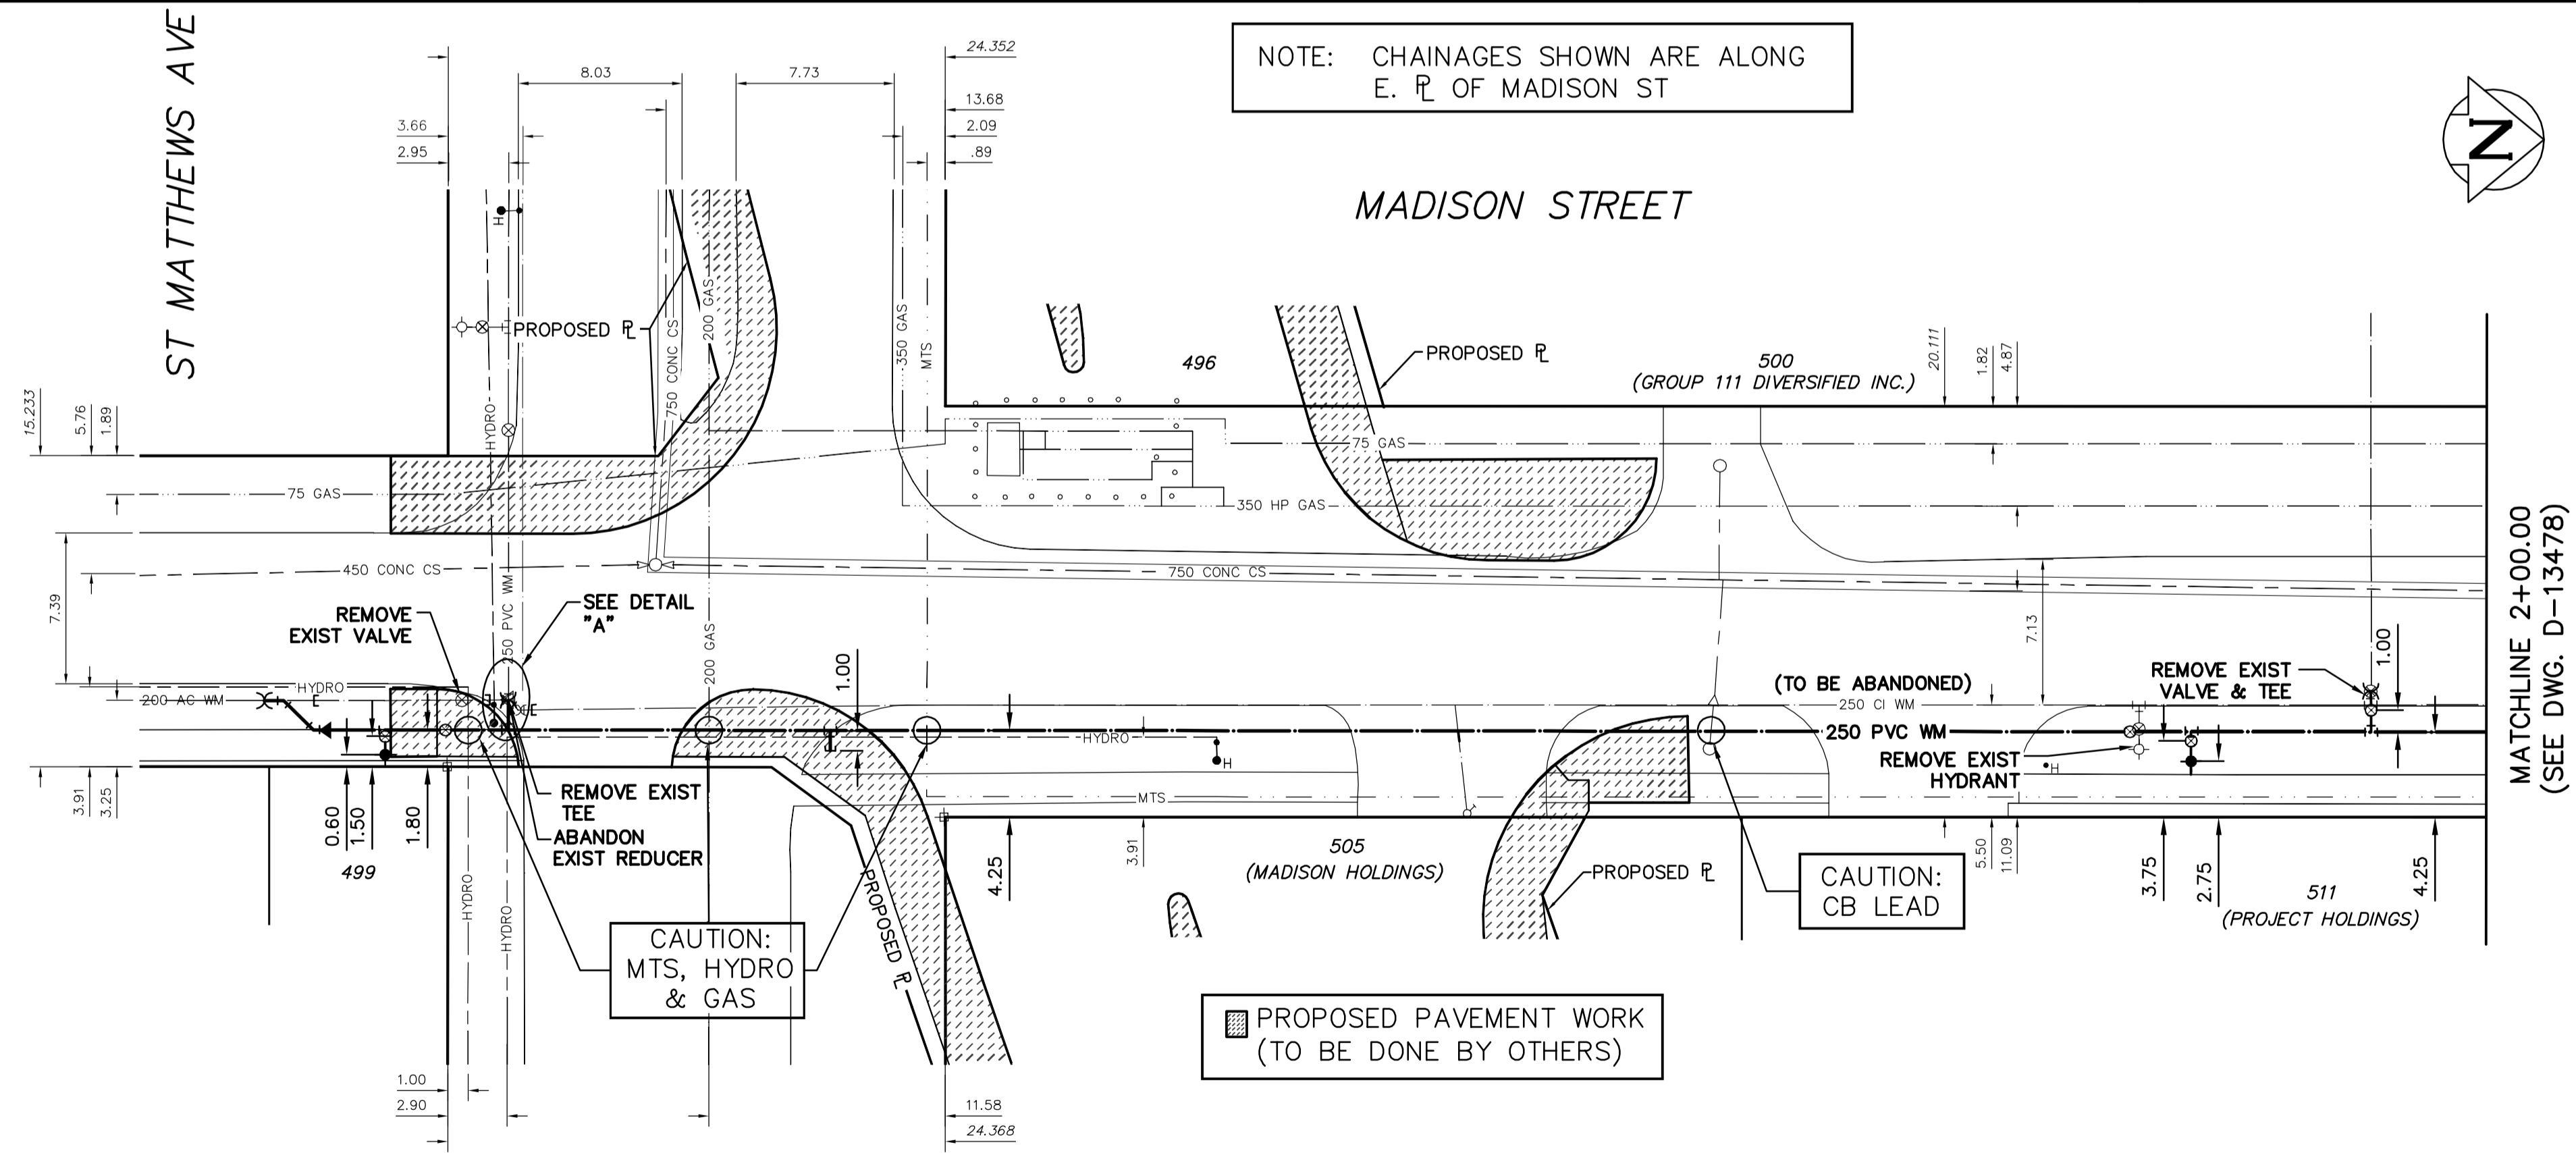 ST MATTHEWS AVE
NOTE: CHAINAGES SHOWN ARE ALONG
E. ℙL OF MADISON ST
N
MADISON STREET
24.352
8.03
7.73
13.68
3.66
2.09
2.95
.89
H
HYDRO
PROPOSED ℙL
750 CONC CS
200 GAS
350 GAS
MTS
496
PROPOSED ℙL
500
(GROUP 111 DIVERSIFIED INC.)
20.111
1.82
4.87
15.233
5.76
1.89
75 GAS
75 GAS
350 HP GAS
450 CONC CS
750 CONC CS
7.39
250 PVC WM
REMOVE
EXIST VALVE
SEE DETAIL
"A"
200 GAS
1.00
7.13
1.00
HYDRO
200 AC WM
E
E
(TO BE ABANDONED)
250 CI WM
250 PVC WM
REMOVE EXIST
VALVE & TEE
HYDRO
H
REMOVE EXIST
HYDRANT
H
MATCHLINE 2+00.00
(SEE DWG. D-13478)
3.91
3.25
0.60
1.50
1.80
499
REMOVE EXIST
TEE
ABANDON
EXIST REDUCER
MTS
4.25
3.91
505
(MADISON HOLDINGS)
PROPOSED ℙL
CAUTION:
CB LEAD
5.50
11.09
3.75
2.75
511
(PROJECT HOLDINGS)
4.25
HYDRO
HYDRO
PROPOSED ℙL
CAUTION:
MTS, HYDRO
& GAS
PROPOSED PAVEMENT WORK
(TO BE DONE BY OTHERS)
1.00
2.90
11.58
24.368